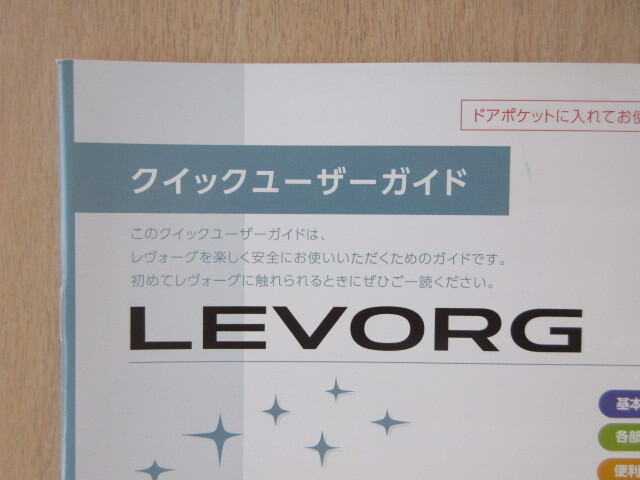 ドアポケットに入れてお
クイックユーザーガイド
このクイックユーザーガイドは、
レヴォーグを楽しく安全にお使いいただくためのガイドです。
初めてレヴォーグに触れられるときにぜひご一読ください。
LEVORG
基本
各部
便利